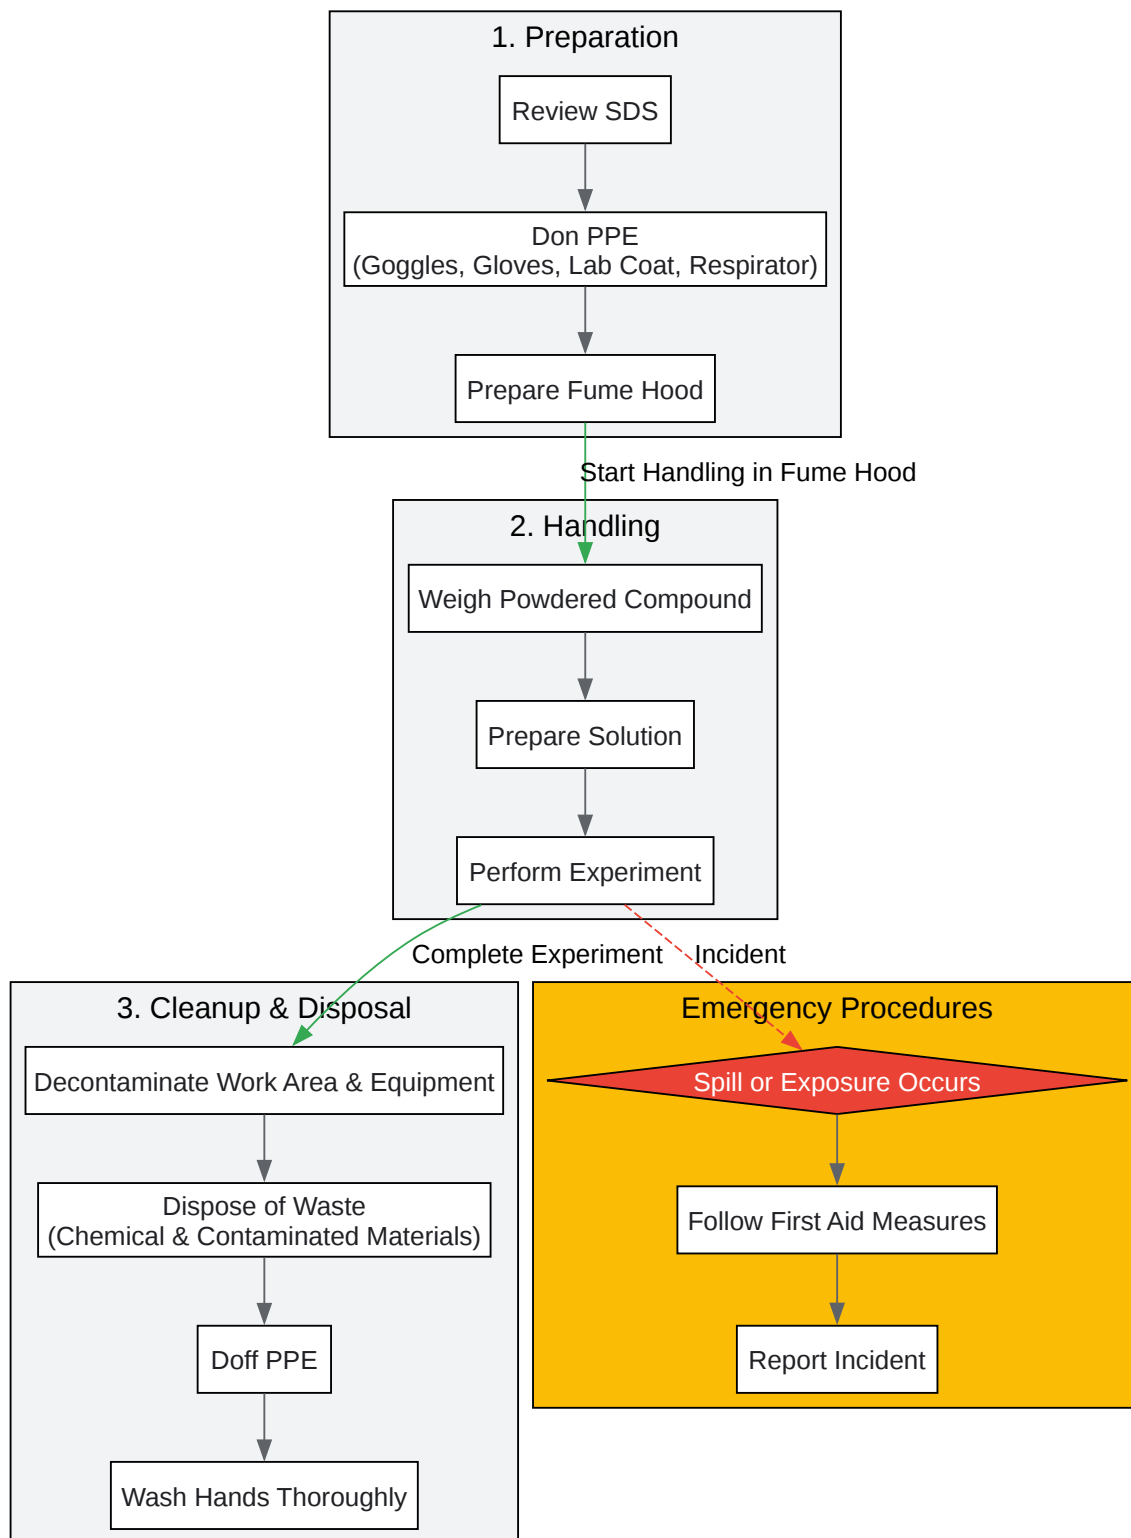 1. Preparation
Review SDS
Don PPE
(Goggles, Gloves, Lab Coat, Respirator)
Prepare Fume Hood
Start Handling in Fume Hood
2. Handling
Weigh Powdered Compound
Prepare Solution
Perform Experiment
Complete Experiment
Incident
3. Cleanup & Disposal
Decontaminate Work Area & Equipment
Dispose of Waste
(Chemical & Contaminated Materials)
Doff PPE
Wash Hands Thoroughly
Emergency Procedures
Spill or Exposure Occurs
Follow First Aid Measures
Report Incident